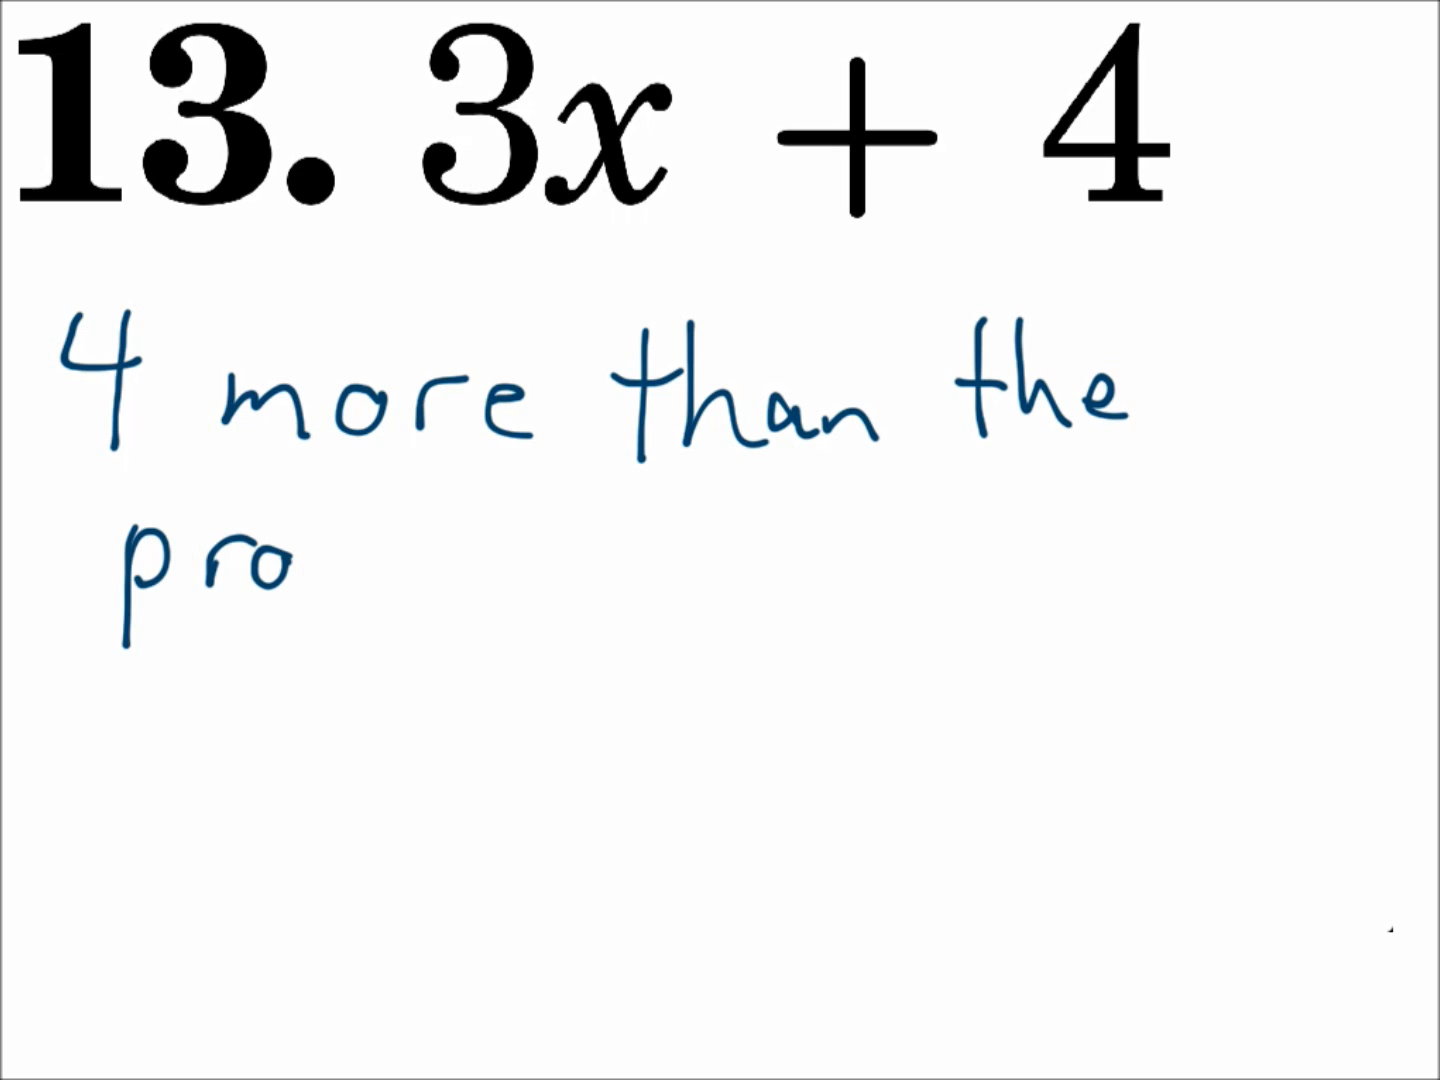 13. 3x + 4
4 more than the
pro